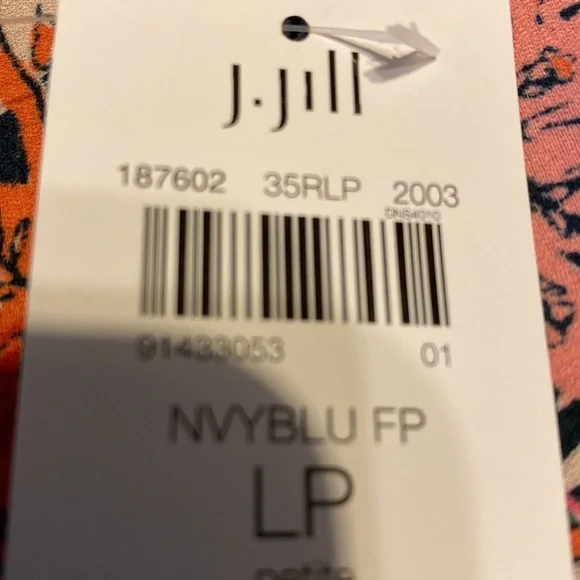 J.Jill
187602 35RLP 2003
DNS4010
91433053 01
NVYBLU FP
LP
petite